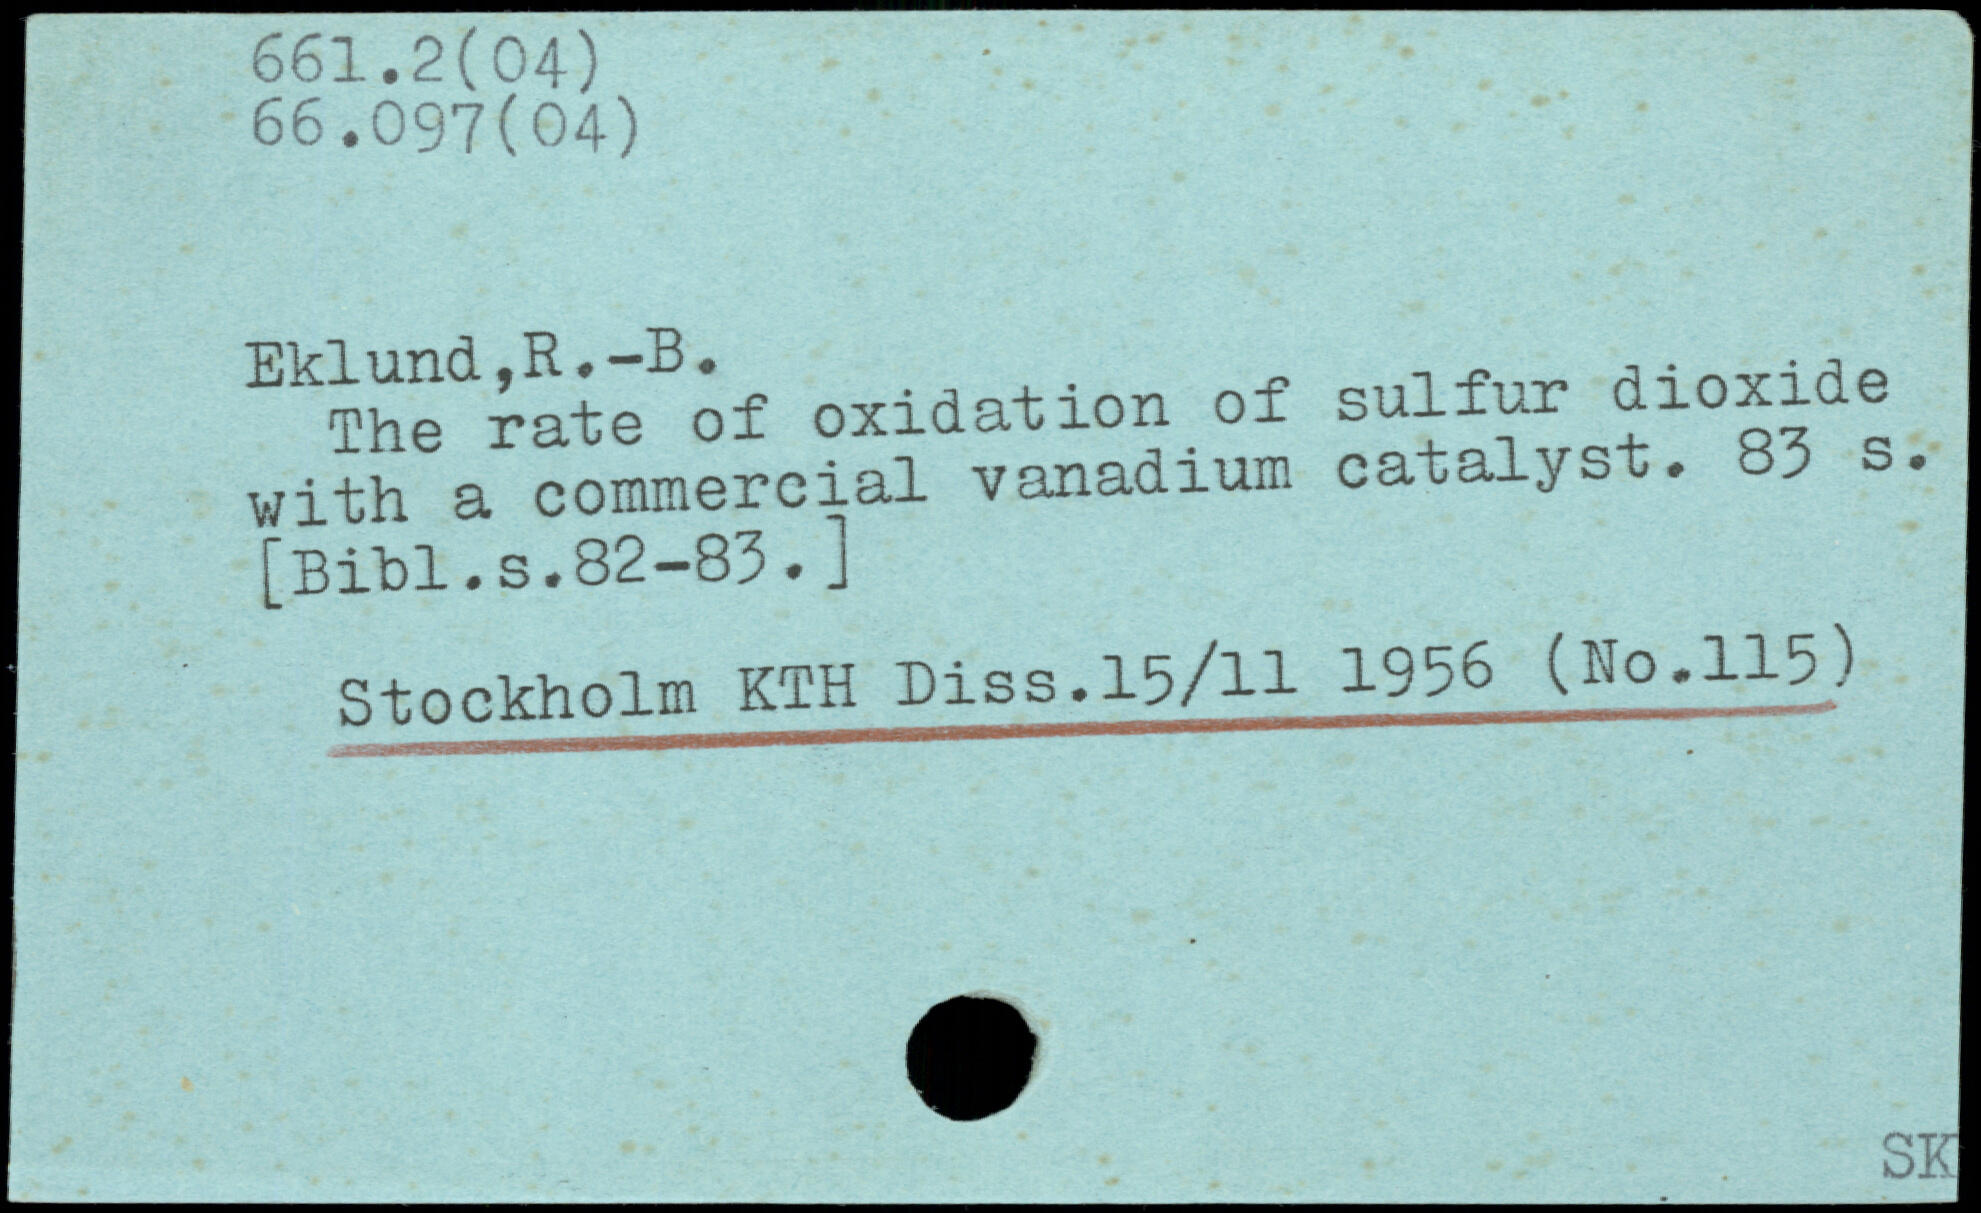 661.2(04)
66.097(04)
Eklund,R.-B.
The rate of oxidation of sulfur dioxide
with a commercial vanadium catalyst. 83 s.
[Bibl.s.82-83.]
Stockholm KTH Diss.15/11 1956 (No.115)
SK